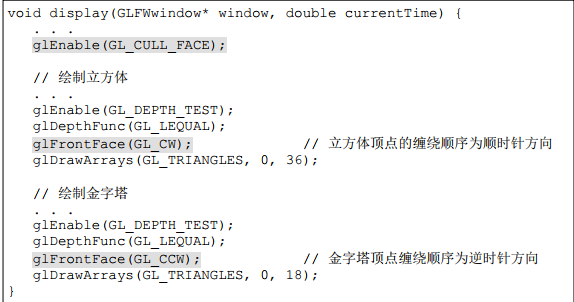 void display(GLFWwindow* window, double currentTime) {
. . .
glEnable(GL_CULL_FACE);
// 绘制立方体
. . .
glEnable(GL_DEPTH_TEST);
glDepthFunc(GL_LEQUAL);
glFrontFace(GL_CW); // 立方体顶点的缠绕顺序为顺时针方向
glDrawArrays(GL_TRIANGLES, 0, 36);
// 绘制金字塔
. . .
glEnable(GL_DEPTH_TEST);
glDepthFunc(GL_LEQUAL);
glFrontFace(GL_CCW); // 金字塔顶点缠绕顺序为逆时针方向
glDrawArrays(GL_TRIANGLES, 0, 18);
}